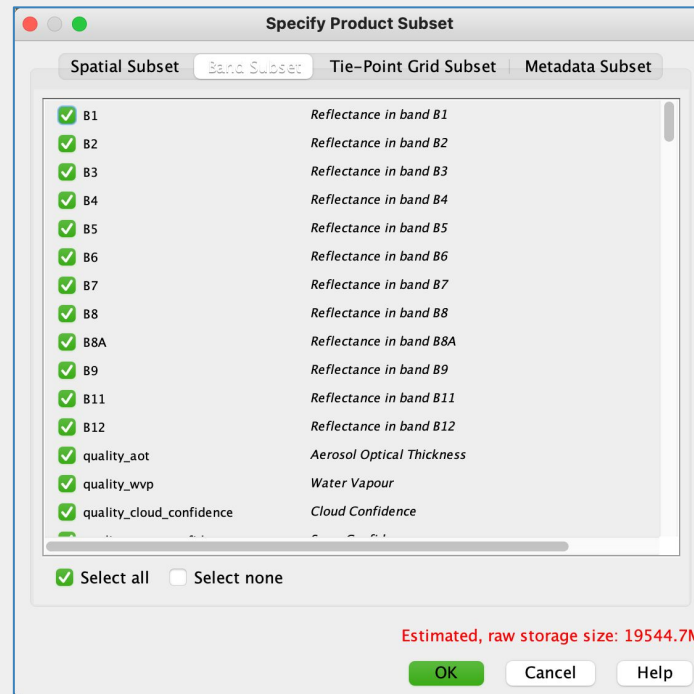 Specify Product Subset
Spatial Subset Band Subset Tie-Point Grid Subset Metadata Subset
B1 Reflectance in band B1
B2 Reflectance in band B2
B3 Reflectance in band B3
B4 Reflectance in band B4
B5 Reflectance in band B5
B6 Reflectance in band B6
B7 Reflectance in band B7
B8 Reflectance in band B8
B8A Reflectance in band B8A
B9 Reflectance in band B9
B11 Reflectance in band B11
B12 Reflectance in band B12
quality_aot Aerosol Optical Thickness
quality_wvp Water Vapour
quality_cloud_confidence Cloud Confidence
Select all Select none
Estimated, raw storage size: 19544.7M
OK Cancel Help